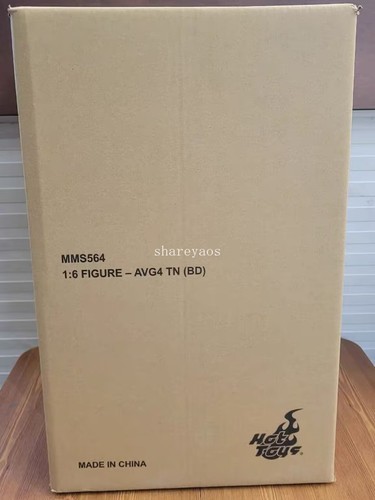 shareyaos
MMS564
1:6 FIGURE – AVG4 TN (BD)
Hot
Toys
MADE IN CHINA